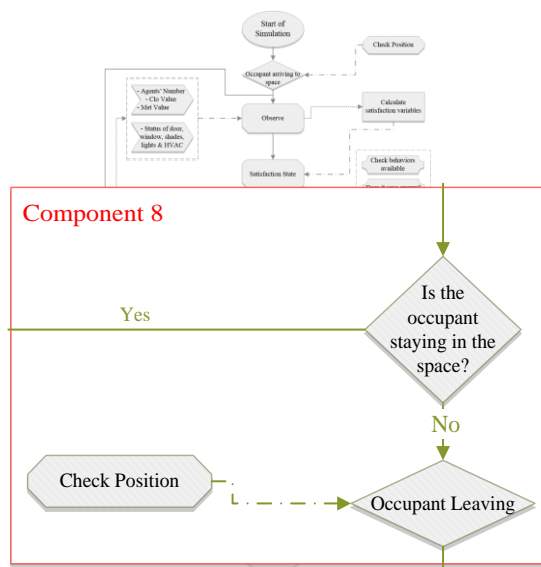 Start of
Simulation
Check Position
Occupant arriving to
space
- Agents' Number
- Clo Value
- Met Value
Observe
Calculate
satisfaction variables
- Status of door,
window, shades,
lights & HVAC
Satisfaction State
Check behaviors
available
Component 8
Is the
occupant
staying in the
space?
Yes
No
Check Position
Occupant Leaving